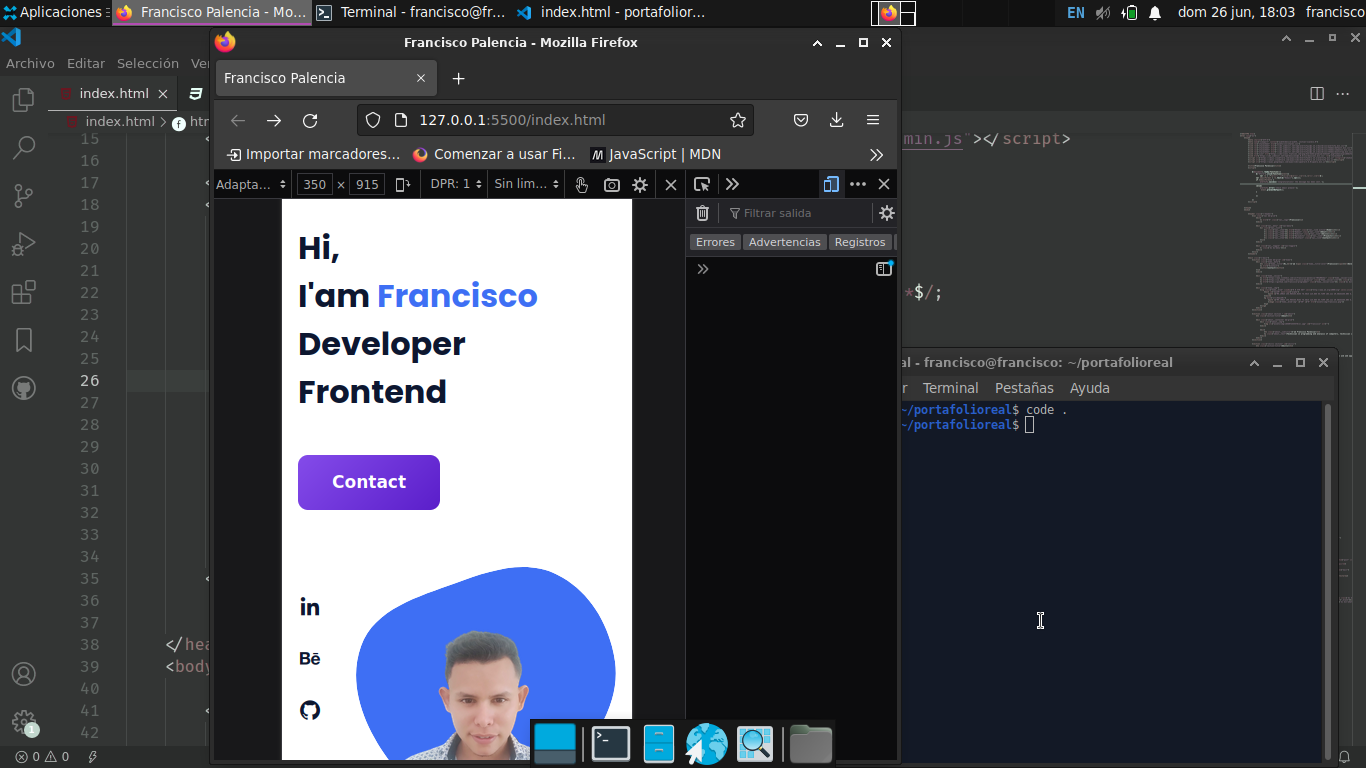 Aplicaciones
Francisco Palencia - Mo...
Terminal - francisco@fr...
index.html - portafolior...
EN
dom 26 jun, 18:03
francisco
Francisco Palencia - Mozilla Firefox
Archivo Editar Selección Ver
Francisco Palencia
index.html
index.html
127.0.0.1:5500/index.html
Importar marcadores...
Comenzar a usar Fi...
JavaScript | MDN
Adapta... 350 × 915 DPR: 1 Sin lim...
Filtrar salida
Errores Advertencias Registros
min.js"></script>
*$/;
15
16
17
18
19
20
21
22
23
24
25
26
27
28
29
30
31
32
33
34
35
36
37
38 </hea
39 <body
40
41
42
Hi,
I'am Francisco
Developer
Frontend
Contact
in
Bē
al - francisco@francisco: ~/portafolioreal
r Terminal Pestañas Ayuda
~/portafolioreal$ code .
~/portafolioreal$
1
0 0